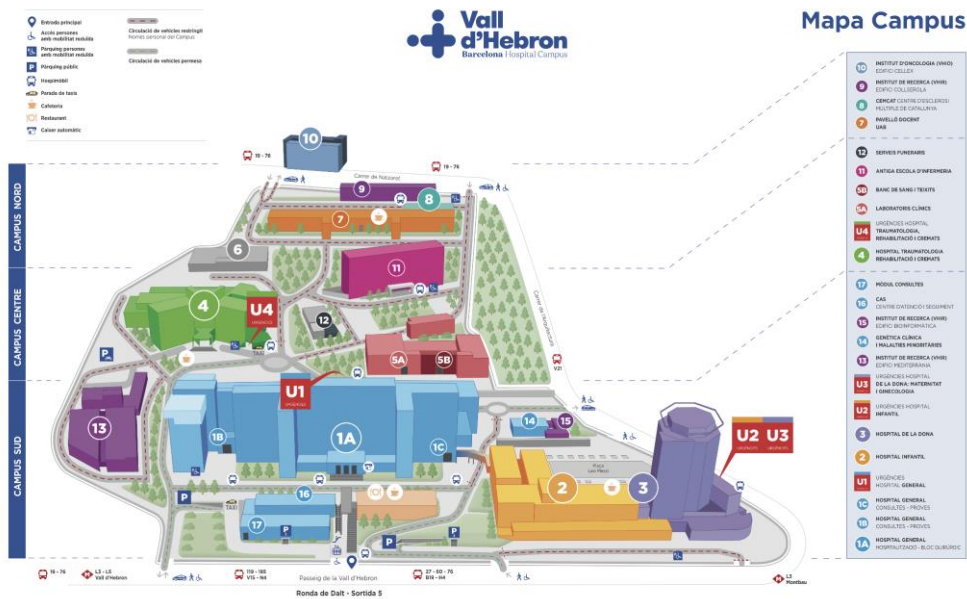 Vall
d'Hebron
Barcelona Hospital Campus
Mapa Campus
Entrada principal
Accés persones
amb mobilitat reduïda
Pàrquing persones
amb mobilitat reduïda
Pàrquing públic
Hospmòbil
Parada de taxis
Cafeteria
Restaurant
Caixer automàtic
Circulació de vehicles restringit
Només personal del Campus
Circulació de vehicles permesa
CAMPUS NORD
CAMPUS CENTRE
CAMPUS SUD
19 - 76
19 - 76
Carrer de Natzaret
10
9
8
7
6
11
4
U4
URGÈNCIES
TAXI
12
5A
5B
Carrer de l'Arquitectura
V21
P
13
U1
URGÈNCIES
1B
1A
1C
14
15
U2
U3
2
3
P
TAXI
16
17
P
P
10 INSTITUT D'ONCOLOGIA (VHIO)
EDIFICI CELLEX
9 INSTITUT DE RECERCA (VHIR)
EDIFICI COLLSEROLA
8 CEMCAT CENTRE D'ESCLEROSI
MÚLTIPLE DE CATALUNYA
7 PAVELLÓ DOCENT
UAB
12 SERVEIS FUNERARIS
11 ANTIGA ESCOLA D'INFERMERIA
5B BANC DE SANG I TEIXITS
5A LABORATORIS CLÍNICS
U4 URGÈNCIES HOSPITAL
TRAUMATOLOGIA,
REHABILITACIÓ I CREMATS
4 HOSPITAL TRAUMATOLOGIA
REHABILITACIÓ I CREMATS
17 MÒDUL CONSULTES
16 CAS
CENTRE D'ATENCIÓ I SEGUIMENT
15 INSTITUT DE RECERCA (VHIR)
EDIFICI BIOINFORMÀTICA
14 GENÈTICA CLÍNICA
I MALALTIES MINORITÀRIES
13 INSTITUT DE RECERCA (VHIR)
EDIFICI MEDITERRÀNIA
U3 URGÈNCIES HOSPITAL
DE LA DONA: MATERNITAT
I GINECOLOGIA
U2 URGÈNCIES HOSPITAL
INFANTIL
3 HOSPITAL DE LA DONA
2 HOSPITAL INFANTIL
U1 URGÈNCIES
HOSPITAL GENERAL
1C HOSPITAL GENERAL
CONSULTES - PROVES
1B HOSPITAL GENERAL
CONSULTES - PROVES
1A HOSPITAL GENERAL
HOSPITALITZACIÓ - BLOC QUIRÚRGIC
19 - 76
L3 - L5
Vall d'Hebron
119 - 185
V15 - N4
Passeig de la Vall d'Hebron
27 - 60 - 76
B19 - H4
L3
Montbau
Ronda de Dalt - Sortida 5